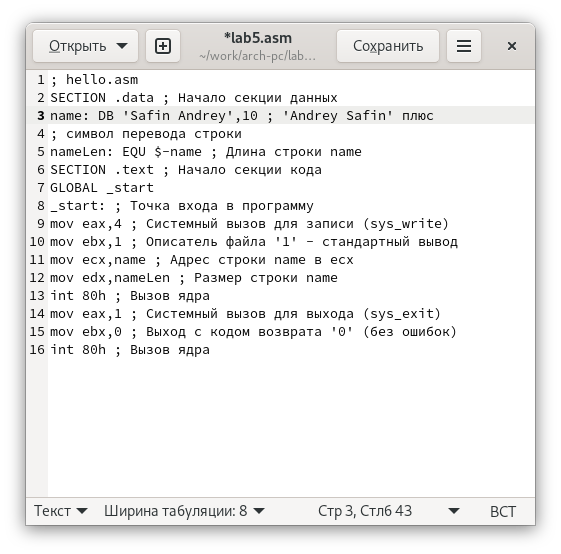 Открыть
*lab5.asm
~/work/arch-pc/lab...
Сохранить
1 ; hello.asm
2 SECTION .data ; Начало секции данных
3 name: DB 'Safin Andrey',10 ; 'Andrey Safin' плюс
4 ; символ перевода строки
5 nameLen: EQU $-name ; Длина строки name
6 SECTION .text ; Начало секции кода
7 GLOBAL _start
8 _start: ; Точка входа в программу
9 mov eax,4 ; Системный вызов для записи (sys_write)
10 mov ebx,1 ; Описатель файла '1' - стандартный вывод
11 mov ecx,name ; Адрес строки name в ecx
12 mov edx,nameLen ; Размер строки name
13 int 80h ; Вызов ядра
14 mov eax,1 ; Системный вызов для выхода (sys_exit)
15 mov ebx,0 ; Выход с кодом возврата '0' (без ошибок)
16 int 80h ; Вызов ядра
Текст Ширина табуляции: 8 Стр 3, Стлб 43 ВСТ